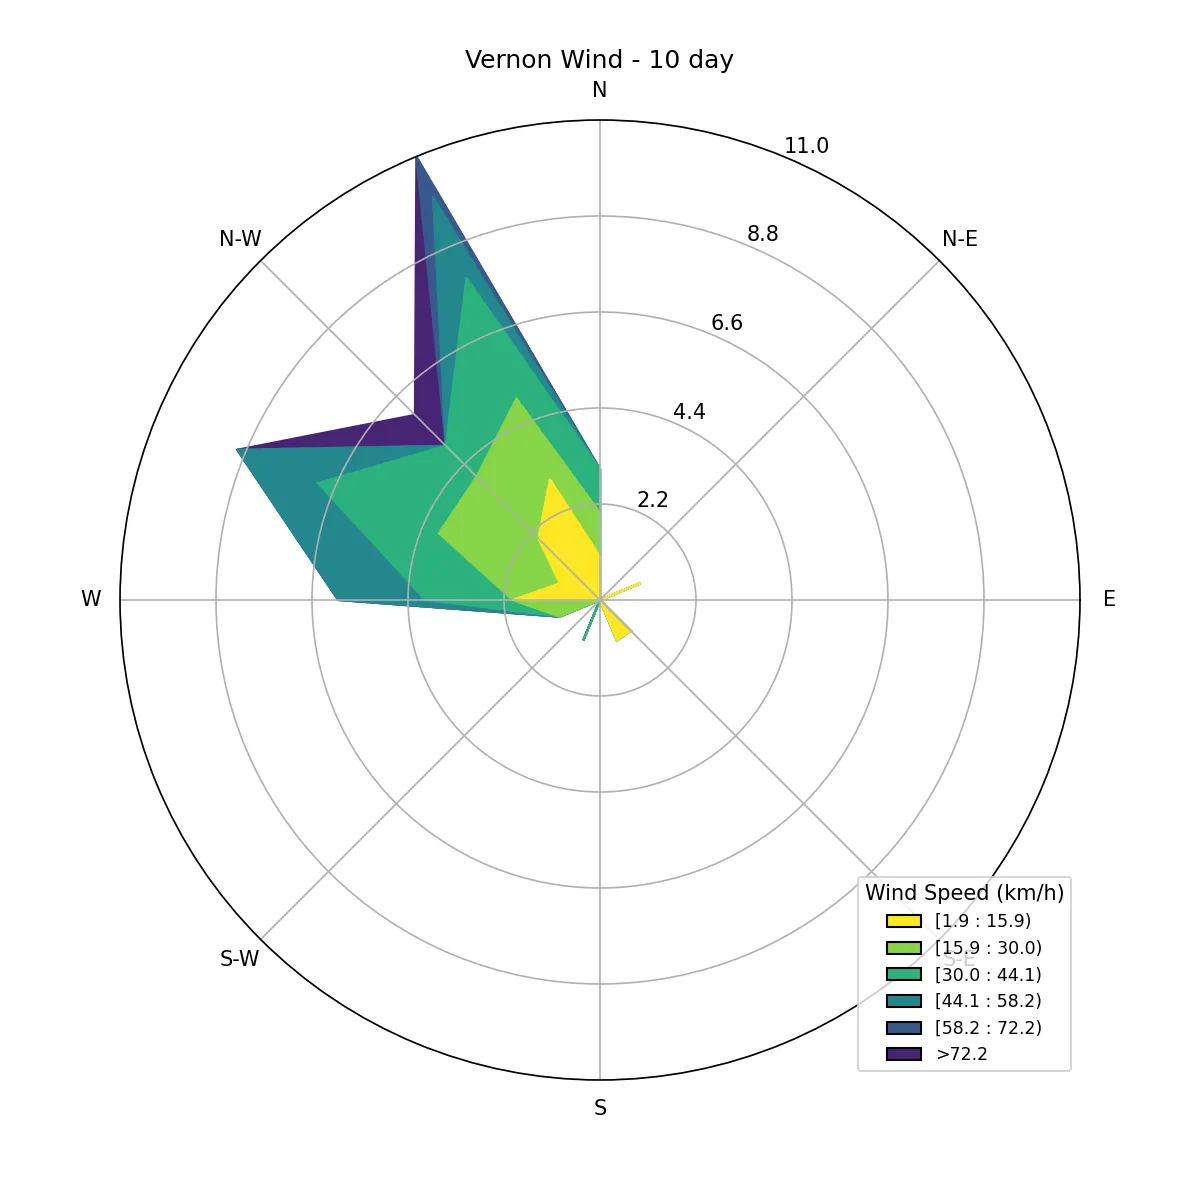 Vernon Wind - 10 day
N
11.0
N-W
8.8
N-E
6.6
4.4
2.2
W
E
S-W
S-E
Wind Speed (km/h)
[1.9 : 15.9)
[15.9 : 30.0)
[30.0 : 44.1)
[44.1 : 58.2)
[58.2 : 72.2)
>72.2
S